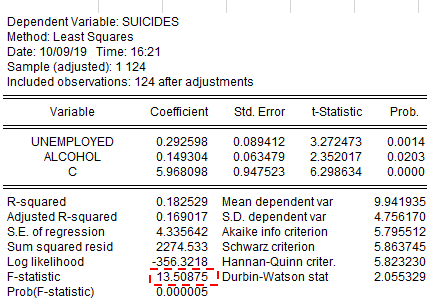 Dependent Variable: SUICIDES
Method: Least Squares
Date: 10/09/19 Time: 16:21
Sample (adjusted): 1 124
Included observations: 124 after adjustments
Variable Coefficient Std. Error t-Statistic Prob.
UNEMPLOYED 0.292598 0.089412 3.272473 0.0014
ALCOHOL 0.149304 0.063479 2.352017 0.0203
C 5.968098 0.947523 6.298634 0.0000
R-squared 0.182529 Mean dependent var 9.941935
Adjusted R-squared 0.169017 S.D. dependent var 4.756170
S.E. of regression 4.335642 Akaike info criterion 5.795512
Sum squared resid 2274.533 Schwarz criterion 5.863745
Log likelihood -356.3218 Hannan-Quinn criter. 5.823230
F-statistic 13.50875 Durbin-Watson stat 2.055329
Prob(F-statistic) 0.000005